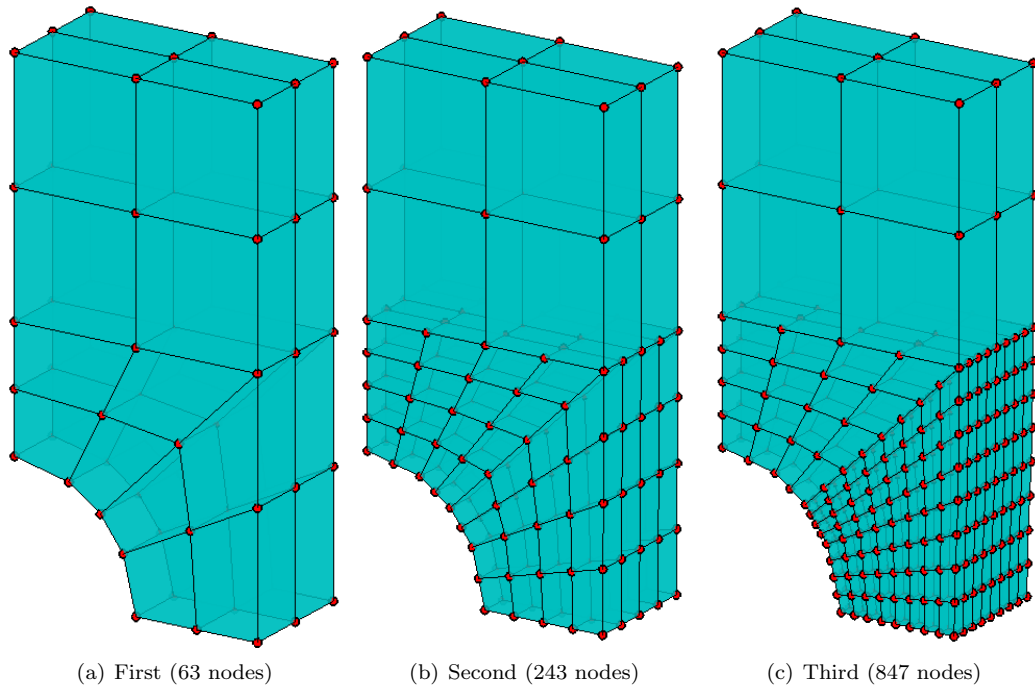 (a) First (63 nodes)
(b) Second (243 nodes)
(c) Third (847 nodes)